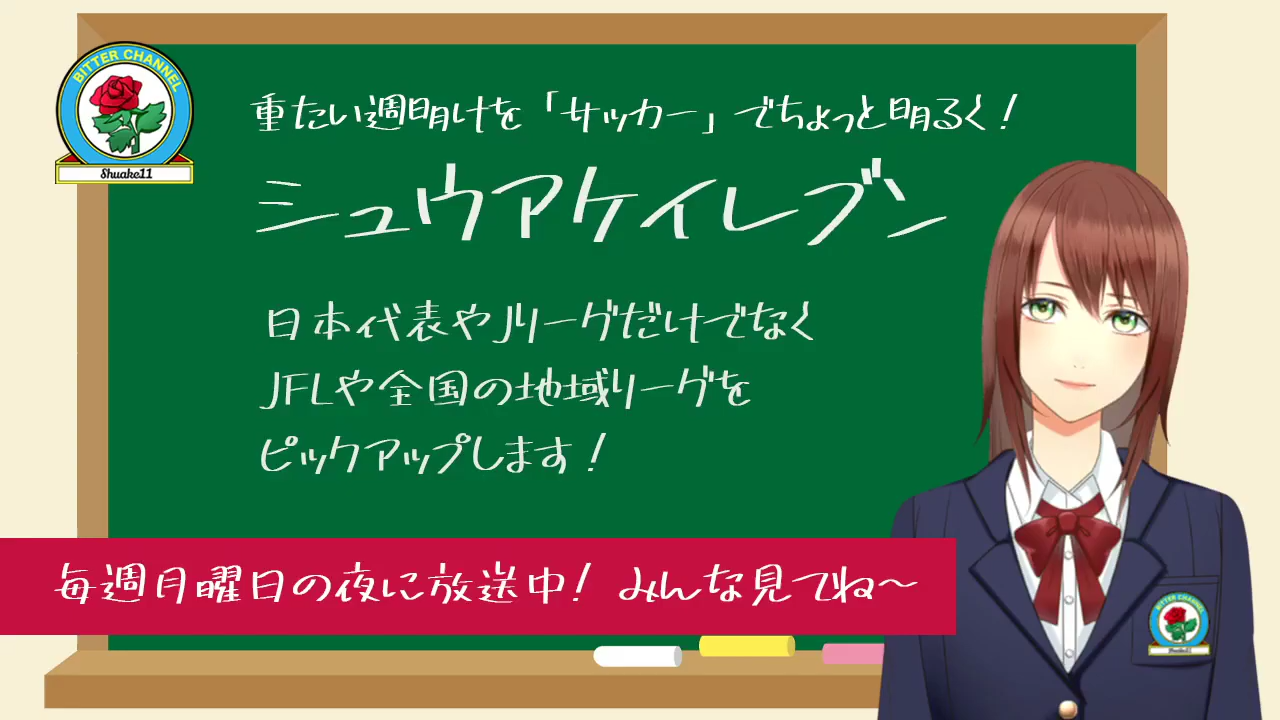 BITTER CHANNEL
Shuake11
重たい週明けを「サッカー」でちょっと明るく！
シュウアケイレブン
日本代表やJリーグだけでなく
JFLや全国の地域リーグを
ピックアップします！
毎週月曜日の夜に放送中！ みんな見てね～
BITTER CHANNEL
Shuake11